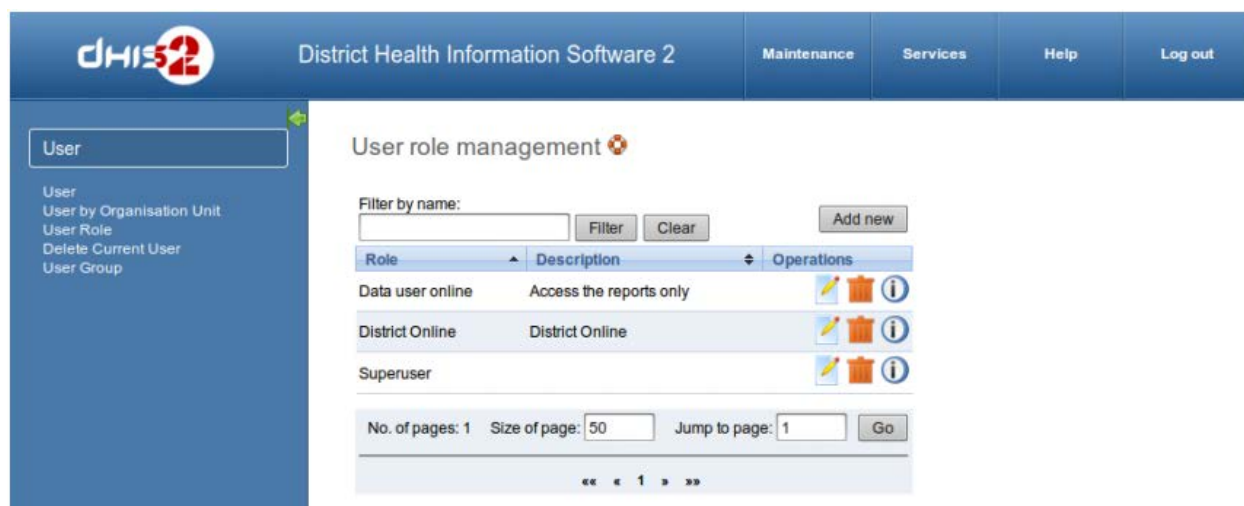 dHIS2 District Health Information Software 2 Maintenance Services Help Log out
User
User
User by Organisation Unit
User Role
Delete Current User
User Group
User role management
Filter by name:
Filter Clear Add new
Role Description Operations
Data user online Access the reports only
District Online District Online
Superuser
No. of pages: 1 Size of page: 50 Jump to page: 1 Go
«« « 1 » »»